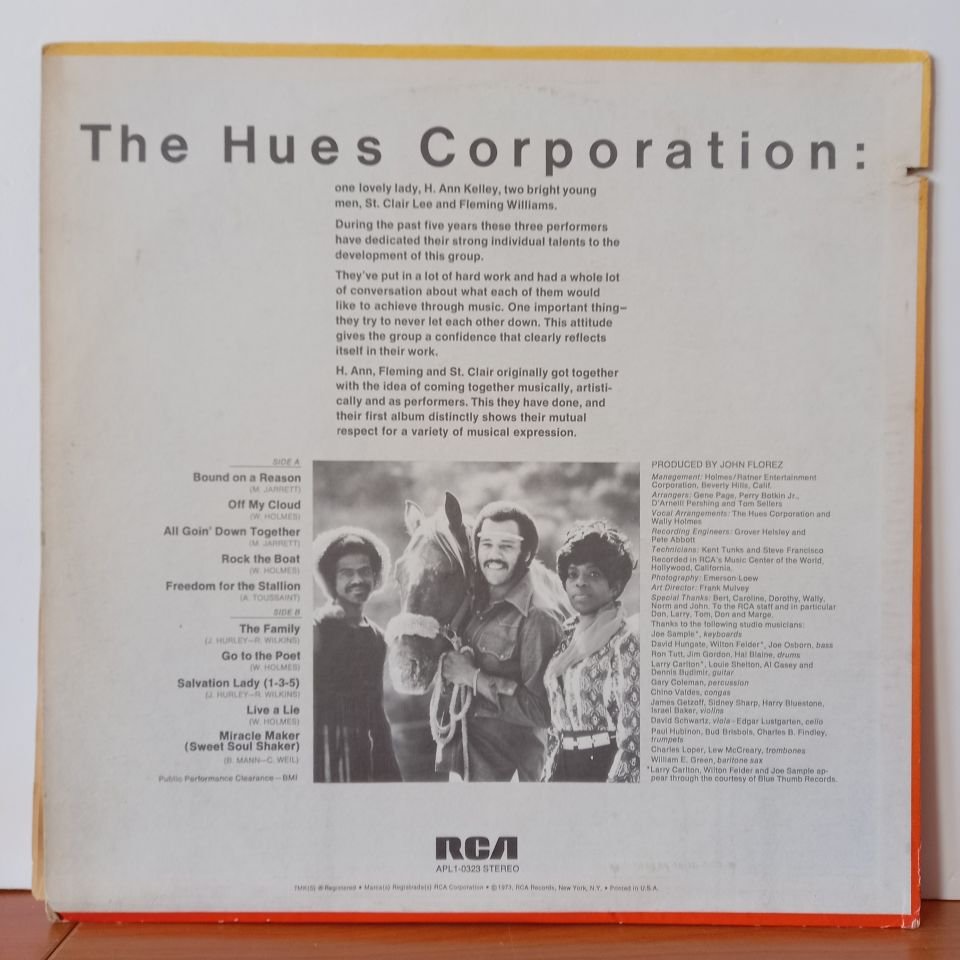 The Hues Corporation:
one lovely lady, H. Ann Kelley, two bright young
men, St. Clair Lee and Fleming Williams.
During the past five years these three performers
have dedicated their strong individual talents to the
development of this group.
They've put in a lot of hard work and had a whole lot
of conversation about what each of them would
like to achieve through music. One important thing—
they try to never let each other down. This attitude
gives the group a confidence that clearly reflects
itself in their work.
H. Ann, Fleming and St. Clair originally got together
with the idea of coming together musically, artisti-
cally and as performers. This they have done, and
their first album distinctly shows their mutual
respect for a variety of musical expression.
SIDE A
Bound on a Reason
(M. JARRETT)
Off My Cloud
(W. HOLMES)
All Goin' Down Together
(M. JARRETT)
Rock the Boat
(W. HOLMES)
Freedom for the Stallion
(A. TOUSSAINT)
SIDE B
The Family
(J. HURLEY—R. WILKINS)
Go to the Poet
(W. HOLMES)
Salvation Lady (1-3-5)
(J. HURLEY—R. WILKINS)
Live a Lie
(W. HOLMES)
Miracle Maker
(Sweet Soul Shaker)
(B. MANN—C. WEIL)
Public Performance Clearance—BMI
PRODUCED BY JOHN FLOREZ
Management: Holmes/Ratner Entertainment
Corporation, Beverly Hills, Calif.
Arrangers: Gene Page, Perry Botkin Jr.,
D'Arneill Pershing and Tom Sellers
Vocal Arrangements: The Hues Corporation and
Wally Holmes
Recording Engineers: Grover Helsley and
Pete Abbott
Technicians: Kent Tunks and Steve Francisco
Recorded in RCA's Music Center of the World,
Hollywood, California.
Photography: Emerson-Loew
Art Director: Frank Mulvey
Special Thanks: Bert, Caroline, Dorothy, Wally,
Norm and John. To the RCA staff and in particular
Don, Larry, Tom, Don and Marge.
Thanks to the following studio musicians:
Joe Sample*, keyboards
David Hungate, Wilton Felder*, Joe Osborn, bass
Ron Tutt, Jim Gordon, Hal Blaine, drums
Larry Carlton*, Louie Shelton, Al Casey and
Dennis Budimir, guitar
Gary Coleman, percussion
Chino Valdes, congas
James Getzoff, Sidney Sharp, Harry Bluestone,
Israel Baker, violins
David Schwartz, viola—Edgar Lustgarten, cello
Paul Hubinon, Bud Brisbois, Charles B. Findley,
trumpets
Charles Loper, Lew McCreary, trombones
William E. Green, baritone sax
*Larry Carlton, Wilton Felder and Joe Sample ap-
pear through the courtesy of Blue Thumb Records.
RCA
APL1-0323 STEREO
TMK(S) ® Registered • Marca(s) Registrada(s) RCA Corporation • ©1973, RCA Records, New York, N.Y. • Printed in U.S.A.